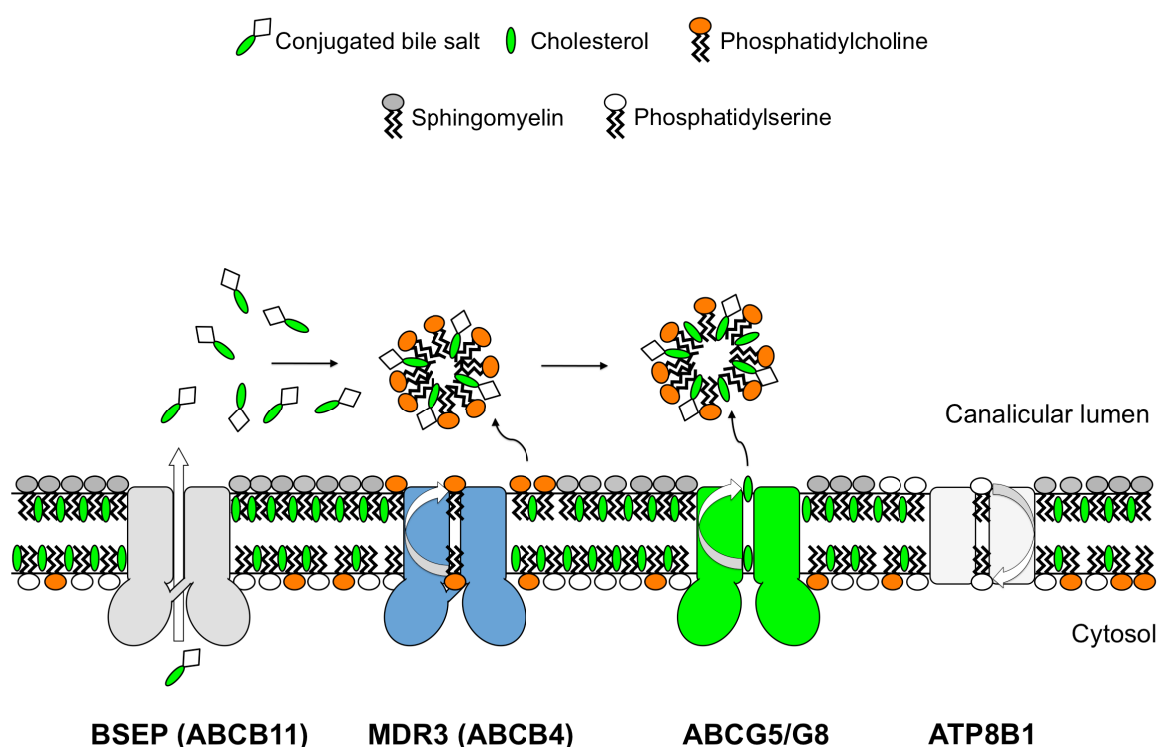 Conjugated bile salt
Cholesterol
Phosphatidylcholine
Sphingomyelin
Phosphatidylserine
Canalicular lumen
Cytosol
BSEP (ABCB11)
MDR3 (ABCB4)
ABCG5/G8
ATP8B1